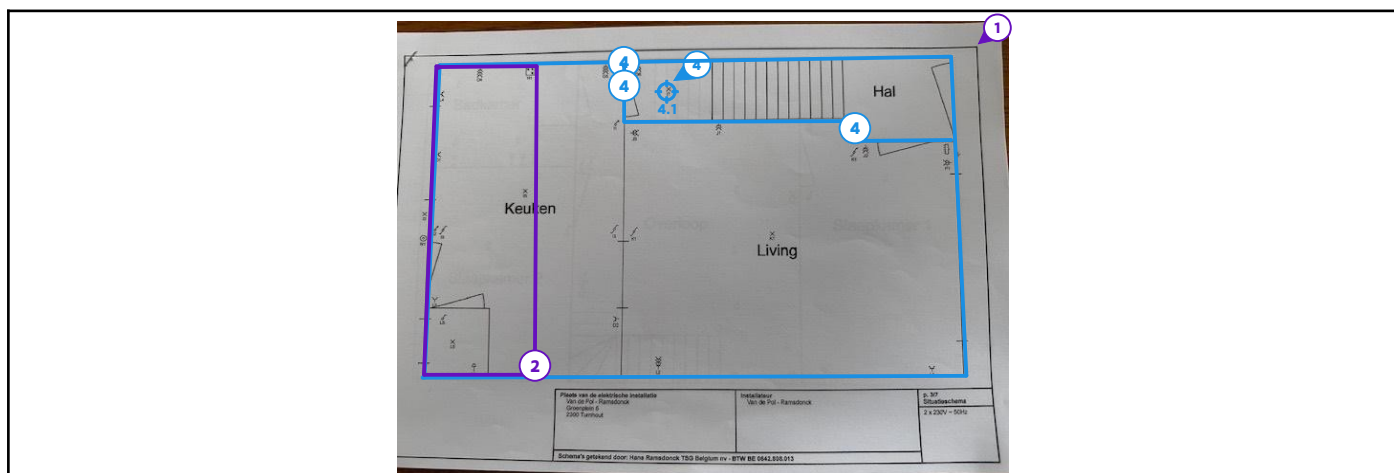 1
4
4
4
4.1
Hal
4
Keuken
Living
2
Plaats van de elektrische installatie
Van de Pol - Ramadonck
Groenplein 6
2300 Turnhout
Installateur
Van de Pol - Ramadonck
p. 3/7
Situatieschema
2 x 230V ~ 50Hz
Schema's getekend door: Hans Ramadonck TSG Belgium nv - BTW BE 0642.808.013